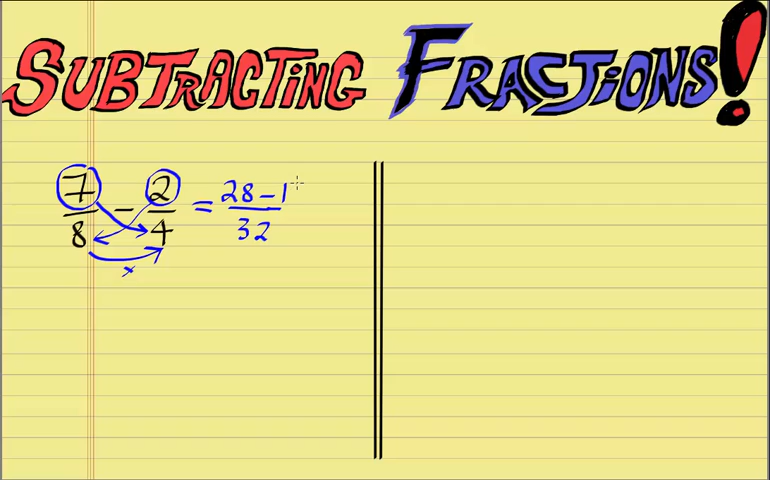 SUBTRACTING FRACTIONS!
7/8 − 2/4 = 28 − 1/32
x